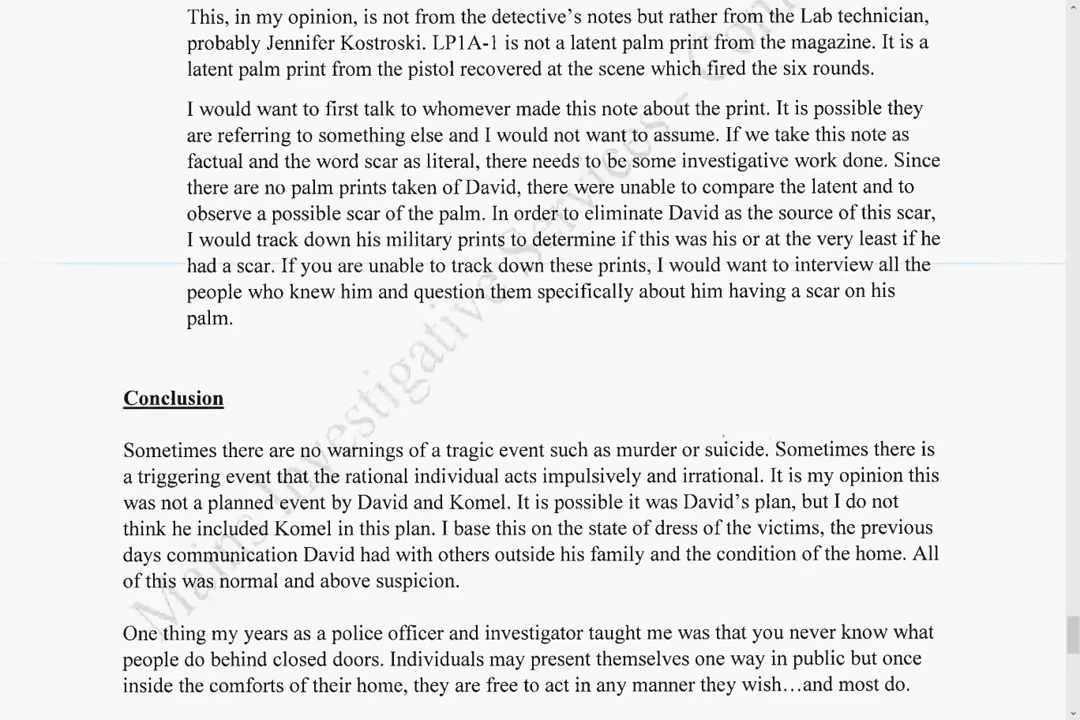 This, in my opinion, is not from the detective's notes but rather from the Lab technician,
probably Jennifer Kostroski. LP1A-1 is not a latent palm print from the magazine. It is a
latent palm print from the pistol recovered at the scene which fired the six rounds.
I would want to first talk to whomever made this note about the print. It is possible they
are referring to something else and I would not want to assume. If we take this note as
factual and the word scar as literal, there needs to be some investigative work done. Since
there are no palm prints taken of David, there were unable to compare the latent and to
observe a possible scar of the palm. In order to eliminate David as the source of this scar,
I would track down his military prints to determine if this was his or at the very least if he
had a scar. If you are unable to track down these prints, I would want to interview all the
people who knew him and question them specifically about him having a scar on his
palm.
Conclusion
Sometimes there are no warnings of a tragic event such as murder or suicide. Sometimes there is
a triggering event that the rational individual acts impulsively and irrational. It is my opinion this
was not a planned event by David and Komel. It is possible it was David's plan, but I do not
think he included Komel in this plan. I base this on the state of dress of the victims, the previous
days communication David had with others outside his family and the condition of the home. All
of this was normal and above suspicion.
One thing my years as a police officer and investigator taught me was that you never know what
people do behind closed doors. Individuals may present themselves one way in public but once
inside the comforts of their home, they are free to act in any manner they wish…and most do.
Investigative Services -